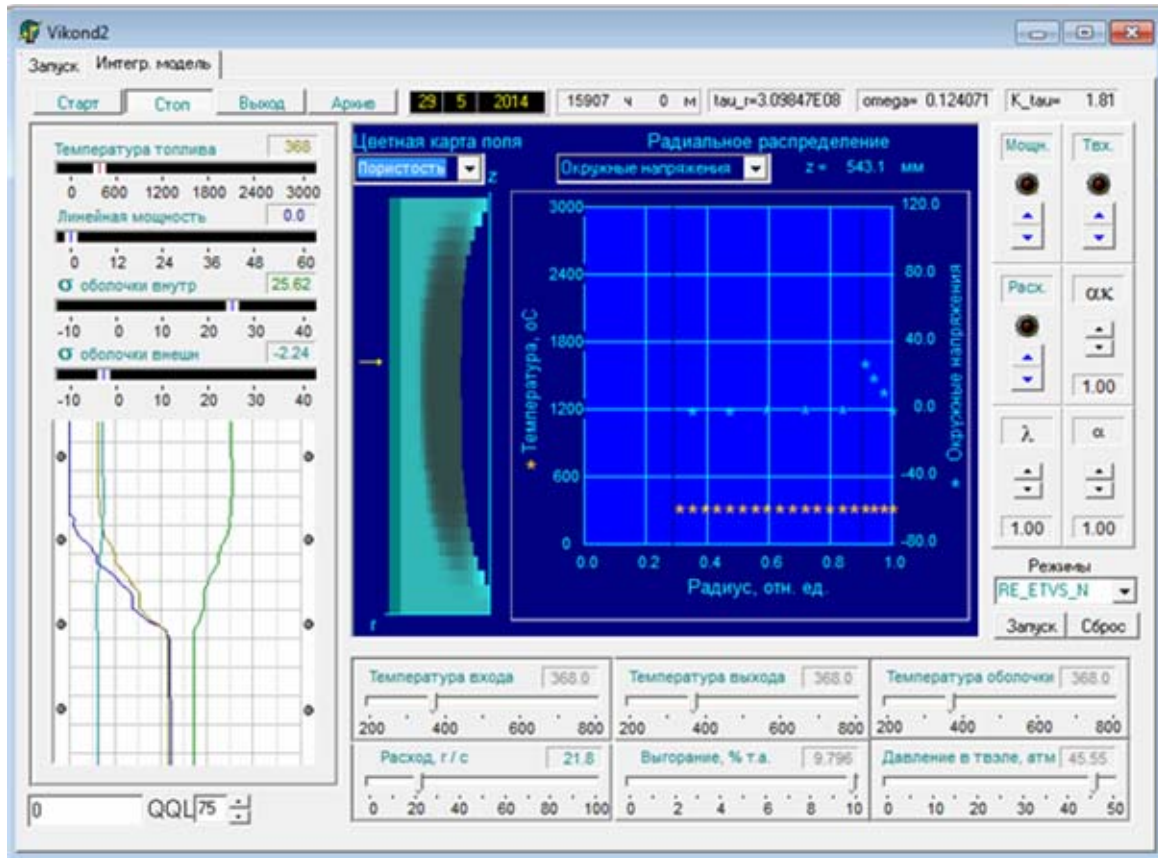 Vikond2
Запуск Интегр. модель
Старт Стоп Выход Архив 29 5 2014 15907 ч 0 м tau_r=3.09847E08 omega= 0.124071 K_tau= 1.81
Температура топлива 368
0 600 1200 1800 2400 3000
Линейная мощность 0.0
0 12 24 36 48 60
σ оболочки внутр 25.62
-10 0 10 20 30 40
σ оболочки внешн -2.24
-10 0 10 20 30 40
0 QQL 75
Цветная карта поля
Пористость
z
r
Радиальное распределение
Окружные напряжения z = 543.1 мм
3000 120.0
2400 80.0
1800 40.0
1200 0.0
600 -40.0
0 -80.0
0.0 0.2 0.4 0.6 0.8 1.0
Радиус, отн. ед.
* Температура, оС
* Окружные напряжения
Мощн. Твх.
Расх. ακ
1.00
λ α
1.00 1.00
Режимы
RE_ETVS_N
Запуск Сброс
Температура входа 368.0
200 400 600 800
Температура выхода 368.0
200 400 600 800
Температура оболочки 368.0
200 400 600 800
Расход, г / с 21.8
0 20 40 60 80 100
Выгорание, % т.а. 9.796
0 2 4 6 8 10
Давление в твэле, атм 45.55
0 10 20 30 40 50